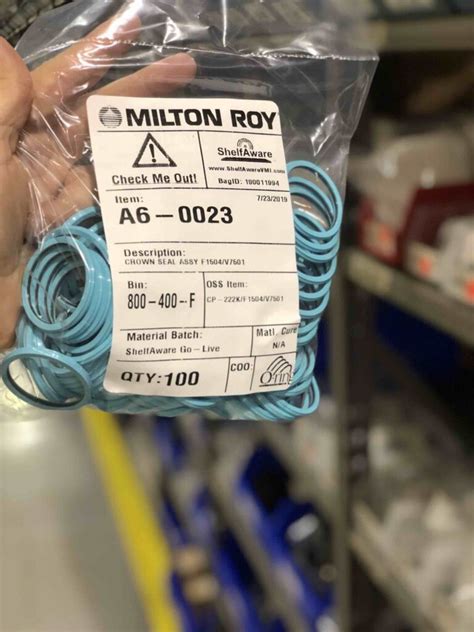 MILTON ROY
Check Me Out!
ShelfAware
www.ShelfAwareVMI.com
BagID: 100011994
Item:
7/23/2019
A6-0023
Description:
CROWN SEAL ASSY F1504/V7501
Bin:
800-400-F
OSS Item:
CP-222K/F1504/V7501
Material Batch:
ShelfAware Go-Live
Matl. Cure
N/A
QTY: 100
COO: